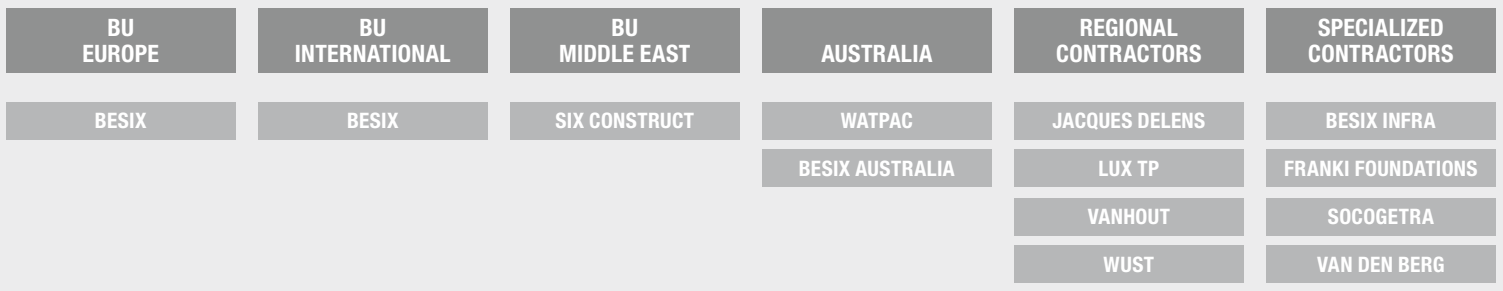 BU
EUROPE
BU
INTERNATIONAL
BU
MIDDLE EAST
AUSTRALIA
REGIONAL
CONTRACTORS
SPECIALIZED
CONTRACTORS
BESIX
BESIX
SIX CONSTRUCT
WATPAC
JACQUES DELENS
BESIX INFRA
BESIX AUSTRALIA
LUX TP
FRANKI FOUNDATIONS
VANHOUT
SOCOGETRA
WUST
VAN DEN BERG